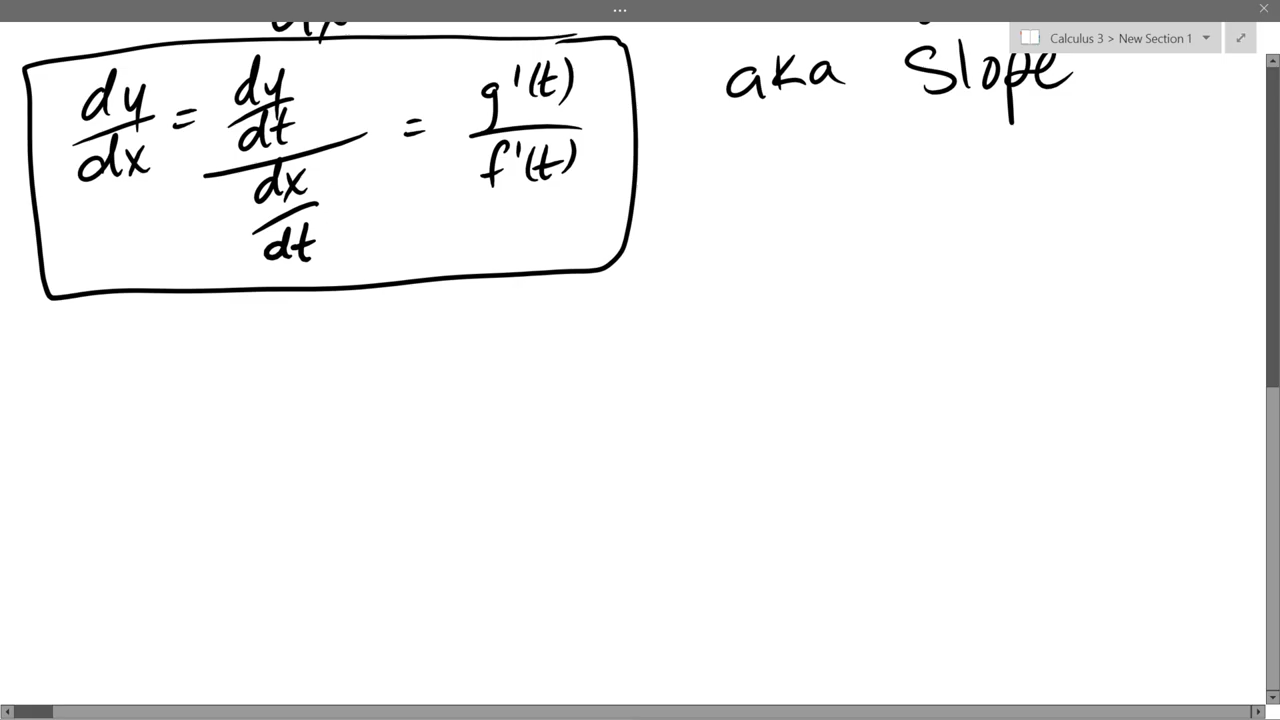 Calculus 3 > New Section 1
aka Slope
dy/dx = (dy/dt)/(dx/dt) = g'(t)/f'(t)